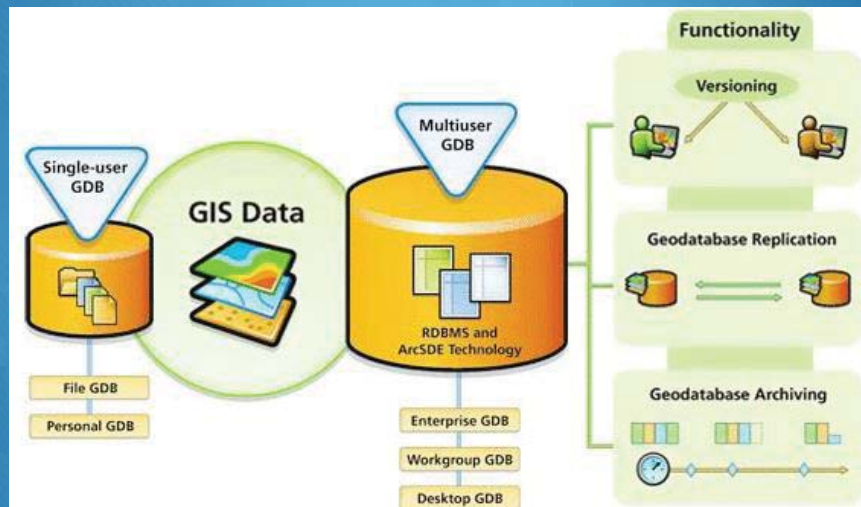 Single-user
GDB
File GDB
Personal GDB
GIS Data
Multiuser
GDB
RDBMS and
ArcSDE Technology
Enterprise GDB
Workgroup GDB
Desktop GDB
Functionality
Versioning
Geodatabase Replication
Geodatabase Archiving